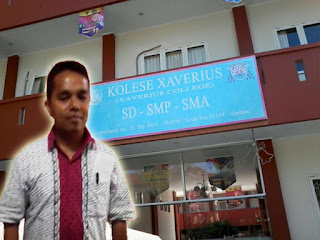 KOLESE XAVERIUS
(XAVERIUS COLLEGE)
SD - SMP - SMA